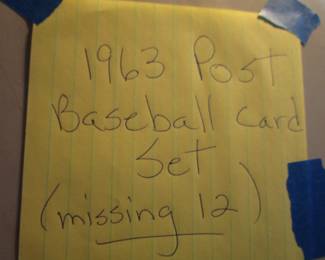 1963 Post
Baseball Card
Set
(missing 12)